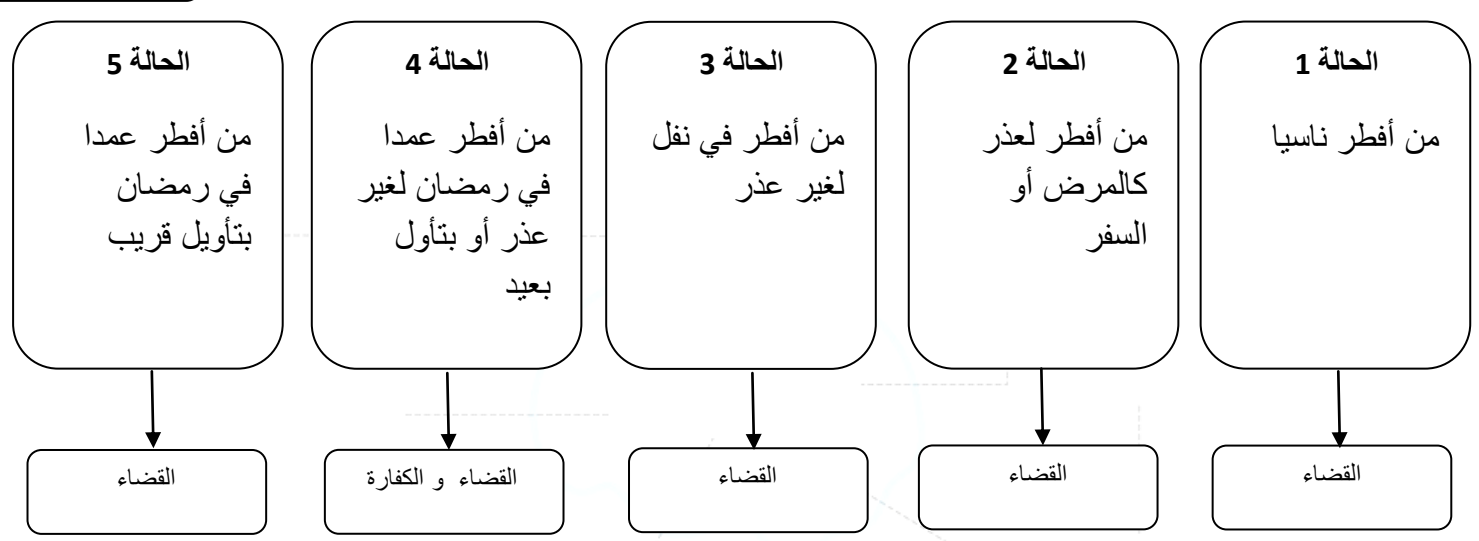 الحالة 1
من أفطر ناسيا
القضاء
الحالة 2
من أفطر لعذر
كالمرض أو
السفر
القضاء
الحالة 3
من أفطر في نفل
لغير عذر
القضاء
الحالة 4
من أفطر عمدا
في رمضان لغير
عذر أو بتأول
بعيد
القضاء و الكفارة
الحالة 5
من أفطر عمدا
في رمضان
بتأويل قريب
القضاء